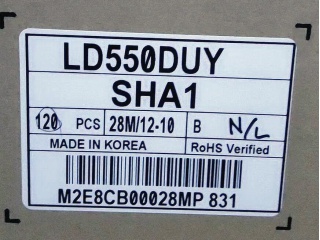 LD550DUY
SHA1
120 PCS 28M/12-10 B N/L
MADE IN KOREA RoHS Verified
M2E8CB00028MP 831